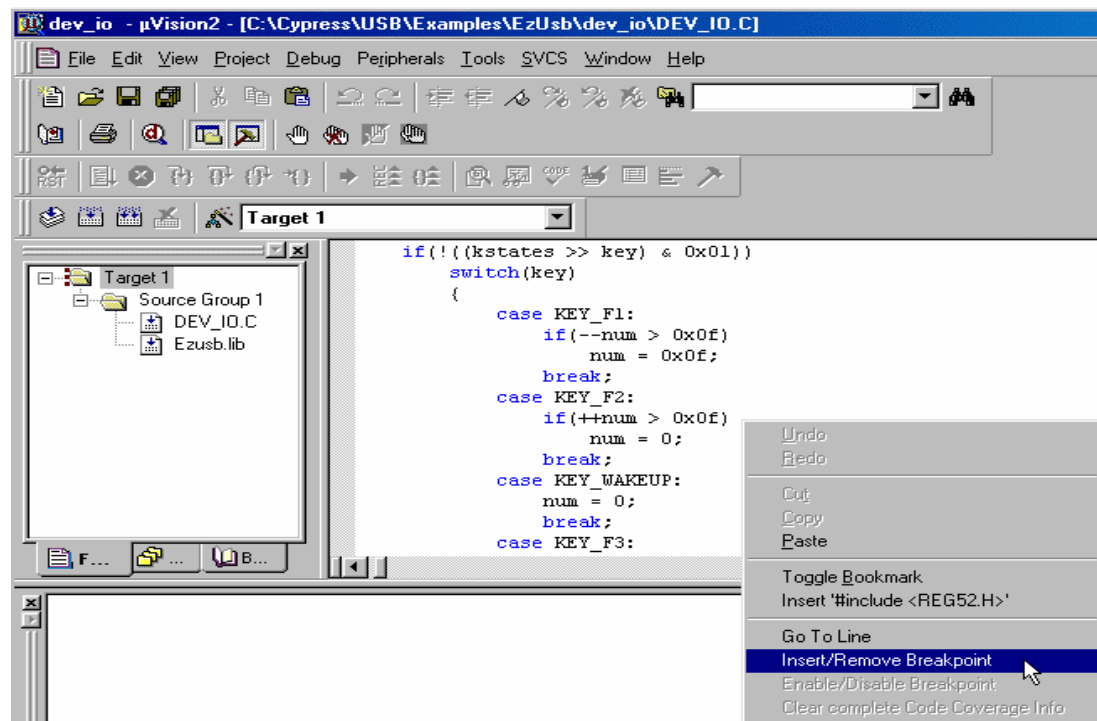 dev_io - µVision2 - [C:\Cypress\USB\Examples\EzUsb\dev_io\DEV_IO.C]
File Edit View Project Debug Peripherals Tools SVCS Window Help
RST
CODE
Target 1
Target 1
Source Group 1
DEV_IO.C
Ezusb.lib
F... ... B...
if(!((kstates >> key) & 0x01))
switch(key)
{
case KEY_F1:
if(--num > 0x0f)
num = 0x0f;
break;
case KEY_F2:
if(++num > 0x0f)
num = 0;
break;
case KEY_WAKEUP:
num = 0;
break;
case KEY_F3:
Undo
Redo
Cut
Copy
Paste
Toggle Bookmark
Insert '#include <REG52.H>'
Go To Line
Insert/Remove Breakpoint
Enable/Disable Breakpoint
Clear complete Code Coverage Info